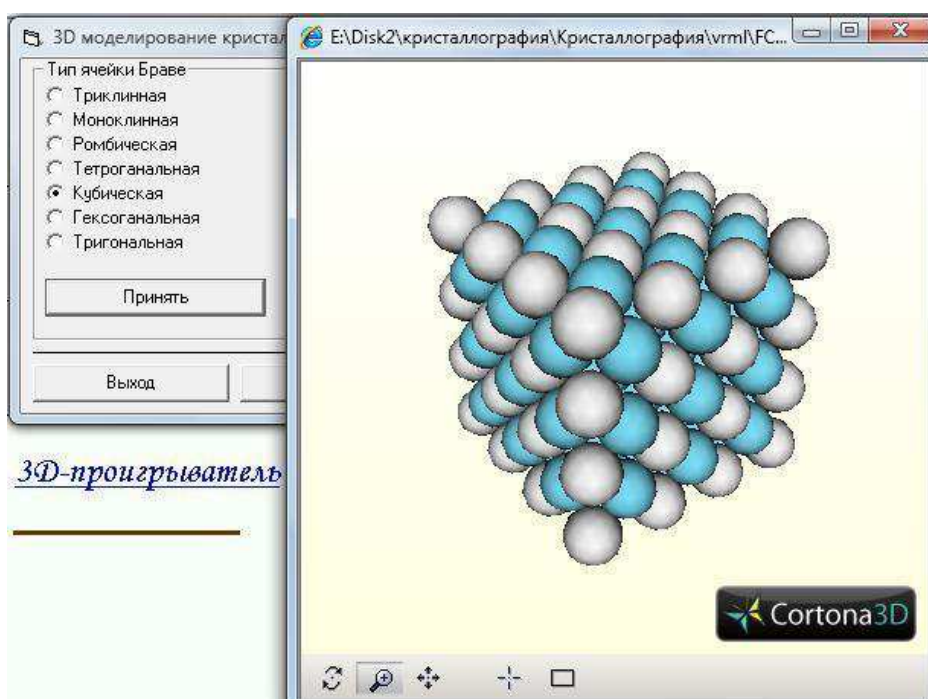 3D моделирование кристал
E:\Disk2\кристаллография\Кристаллография\vrml\FC...
Тип ячейки Браве
Триклинная
Моноклинная
Ромбическая
Тетроганальная
Кубическая
Гексоганальная
Тригональная
Принять
Выход
3D-проигрыватель
Cortona3D